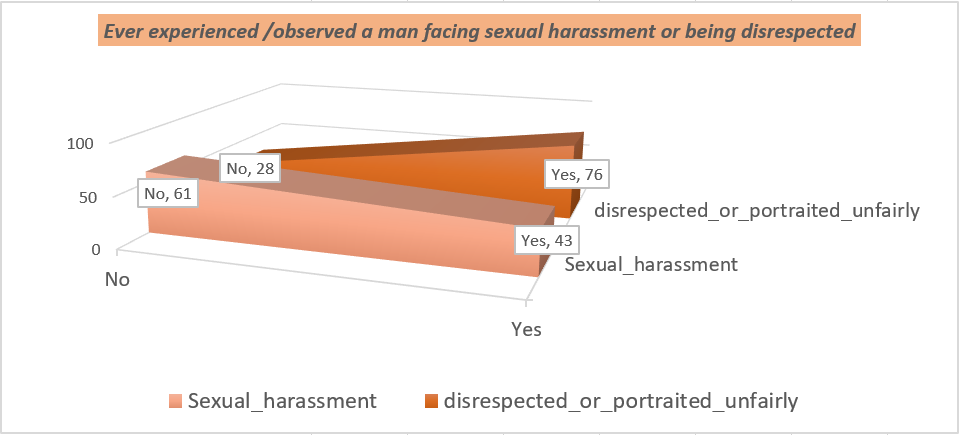 Ever experienced /observed a man facing sexual harassment or being disrespected
100
50
0
No, 61
No, 28
Yes, 76
Yes, 43
disrespected_or_portraited_unfairly
Sexual_harassment
No
Yes
Sexual_harassment
disrespected_or_portraited_unfairly